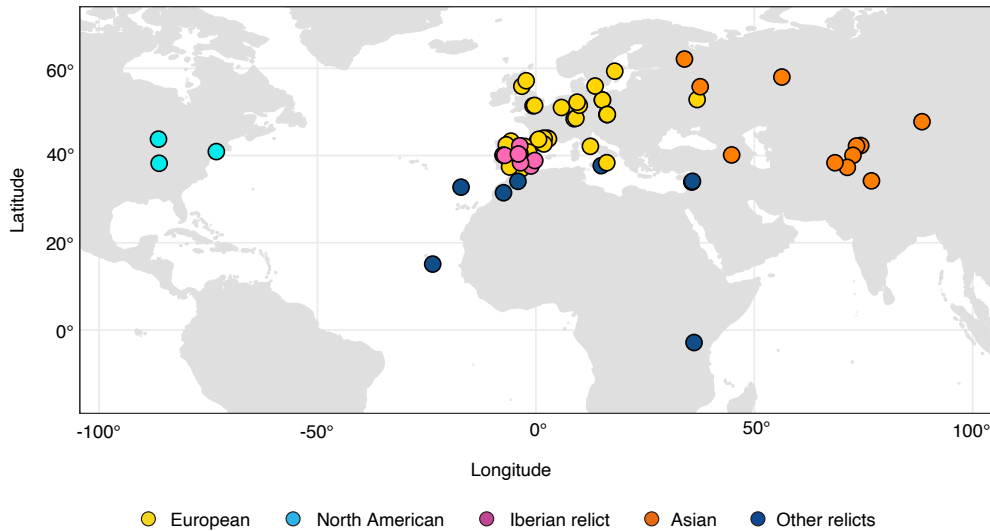 60°
40°
20°
0°
Latitude
-100° -50° 0° 50° 100°
Longitude
European North American Iberian relict Asian Other relicts